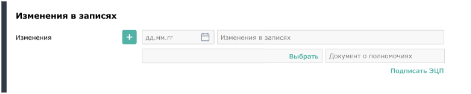 Изменения в записях
Изменения + дд.мм.гг Изменения в записях
Выбрать Документ о полномочиях
Подписать ЭЦП